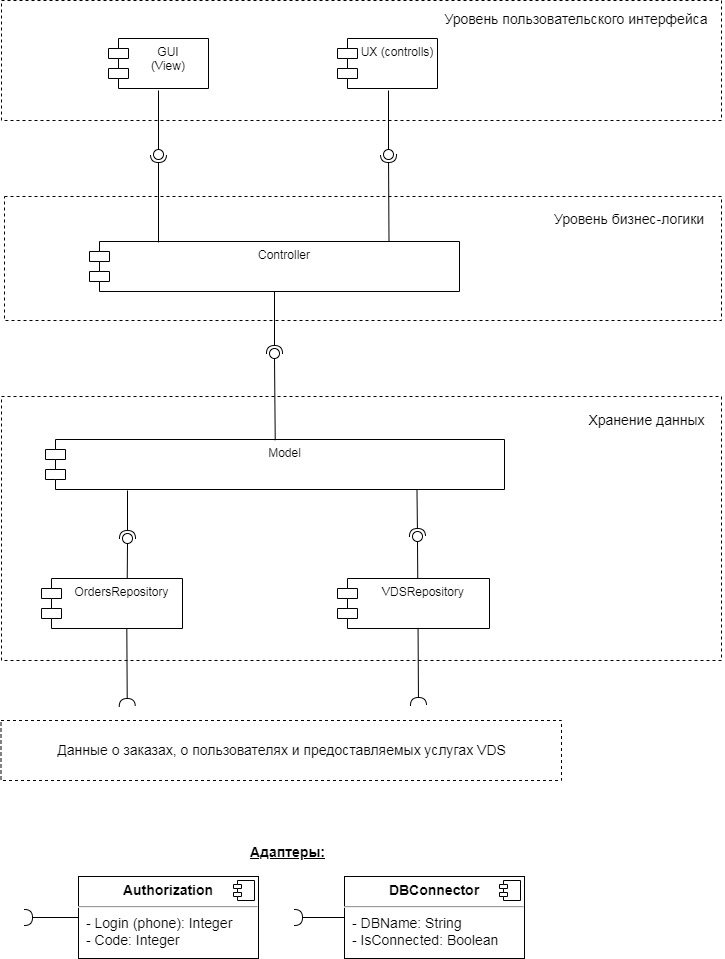 Уровень пользовательского интерфейса
GUI
(View)
UX (controlls)
Уровень бизнес-логики
Controller
Хранение данных
Model
OrdersRepository
VDSRepository
Данные о заказах, о пользователях и предоставляемых услугах VDS
Адаптеры:
Authorization
- Login (phone): Integer
- Code: Integer
DBConnector
- DBName: String
- IsConnected: Boolean